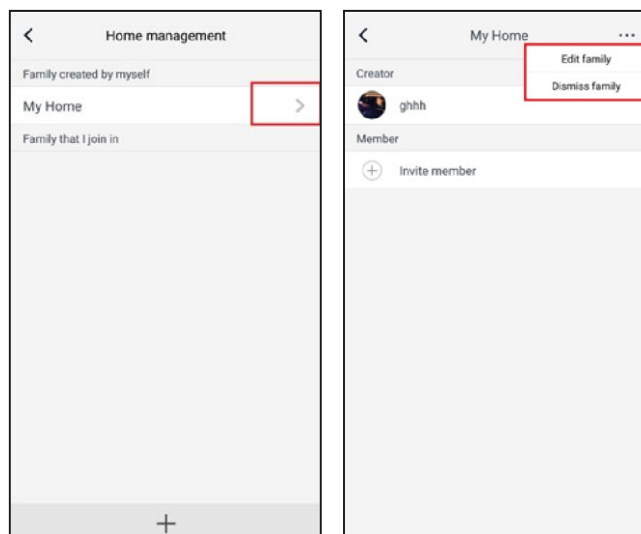 Home management
Family created by myself
My Home
Family that I join in
My Home
Edit family
Dismiss family
Creator
ghhh
Member
Invite member